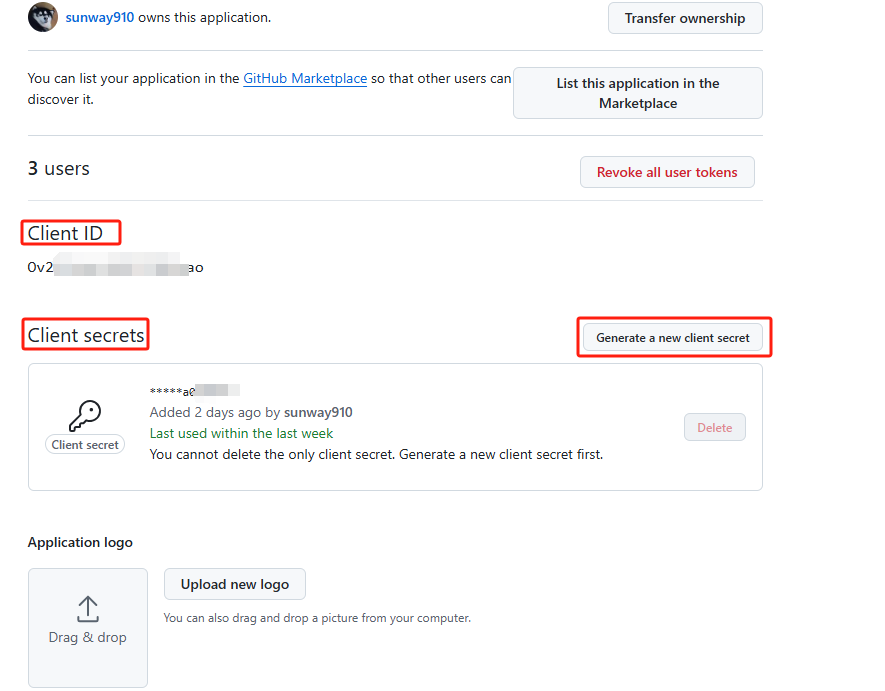 sunway910 owns this application.
Transfer ownership
You can list your application in the GitHub Marketplace so that other users can
discover it.
List this application in the
Marketplace
3 users
Revoke all user tokens
Client ID
Ov2
ao
Client secrets
Generate a new client secret
*****a0
Added 2 days ago by sunway910
Last used within the last week
You cannot delete the only client secret. Generate a new client secret first.
Client secret
Delete
Application logo
Drag & drop
Upload new logo
You can also drag and drop a picture from your computer.